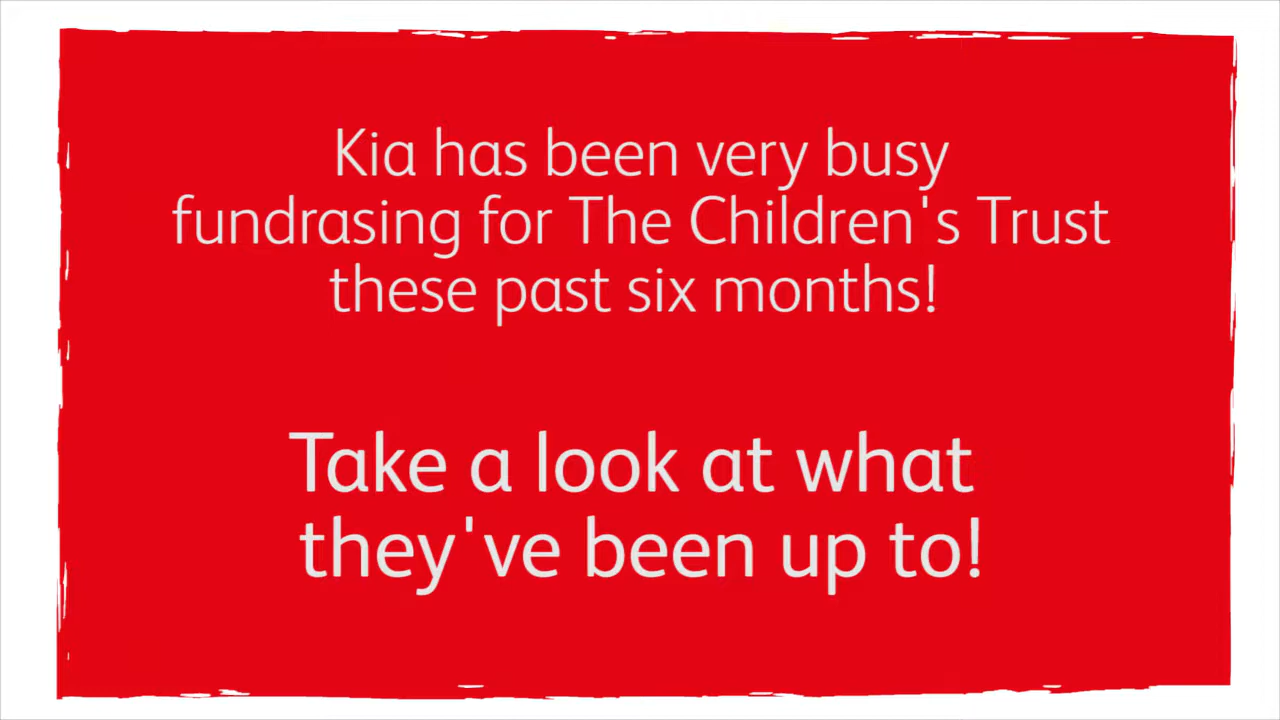 Kia has been very busy
fundrasing for The Children's Trust
these past six months!
Take a look at what
they've been up to!